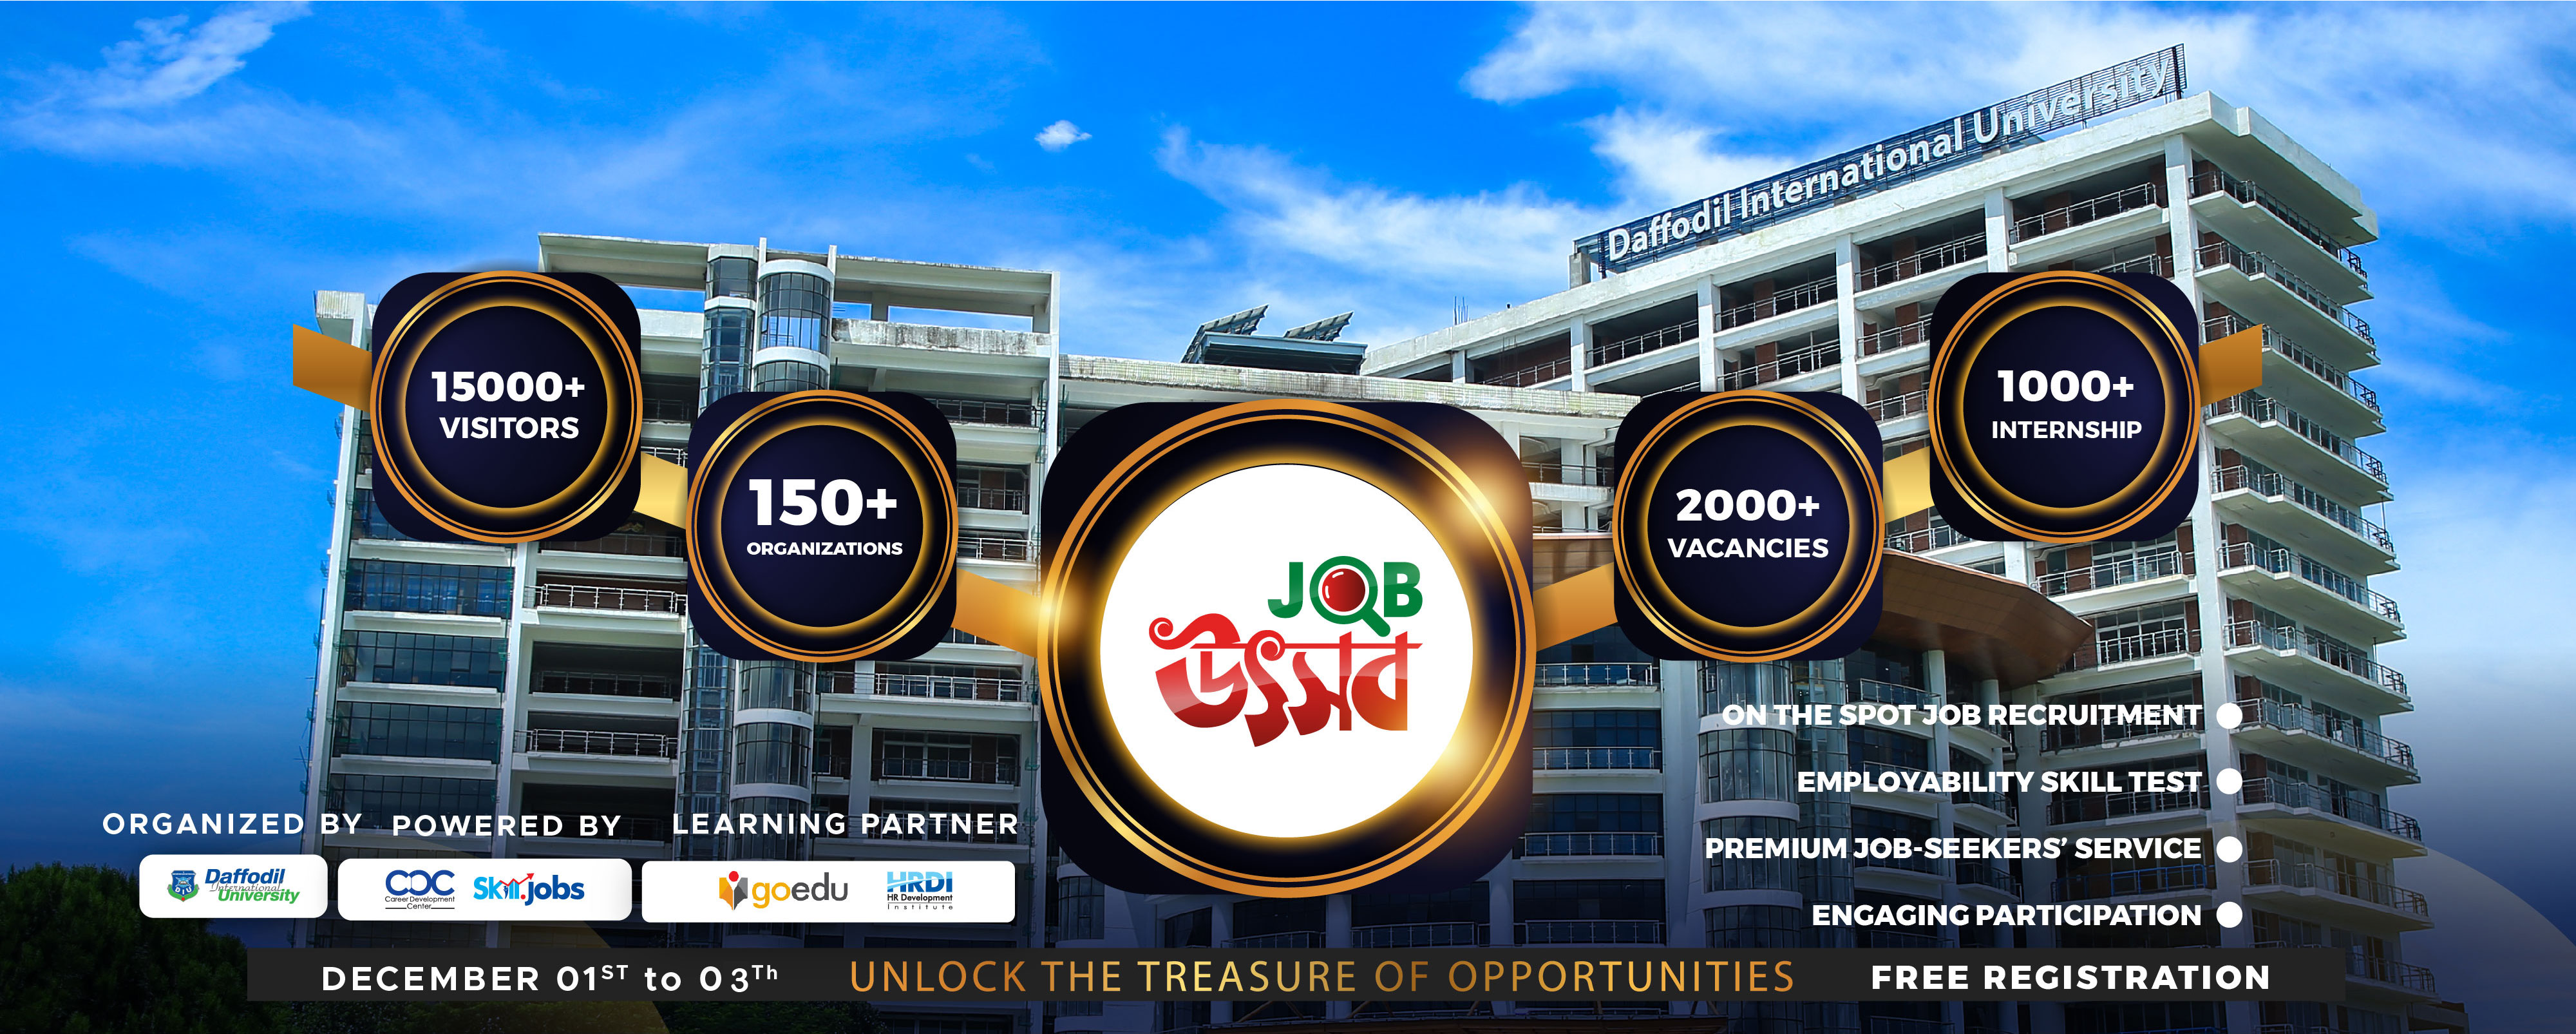 Daffodil International University
15000+
VISITORS
150+
ORGANIZATIONS
JOB
উৎসব
2000+
VACANCIES
1000+
INTERNSHIP
ON THE SPOT JOB RECRUITMENT
EMPLOYABILITY SKILL TEST
PREMIUM JOB-SEEKERS' SERVICE
ENGAGING PARTICIPATION
ORGANIZED BY
Daffodil
International
University
POWERED BY
CDC
Career Development
Center
Skill.jobs
LEARNING PARTNER
goedu
HRDI
HR Development
Institute
DECEMBER 01ST to 03Th
UNLOCK THE TREASURE OF OPPORTUNITIES
FREE REGISTRATION